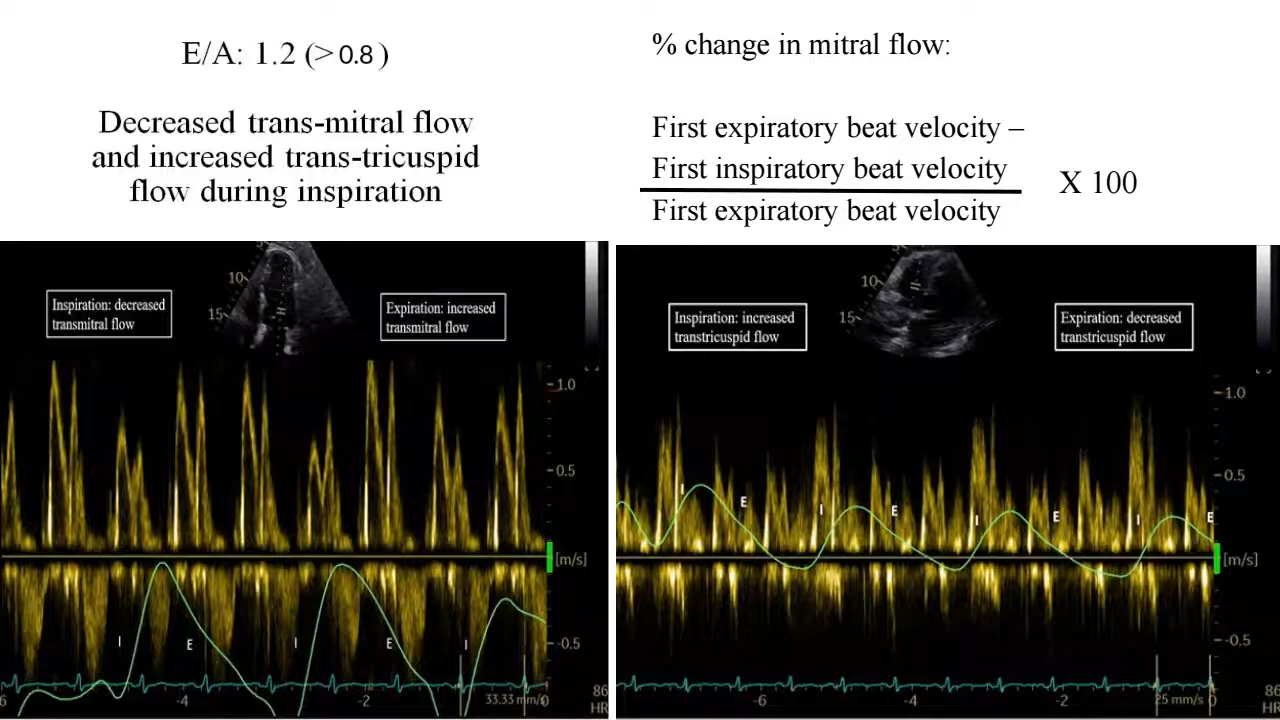 E/A: 1.2 (> 0.8 )
Decreased trans-mitral flow
and increased trans-tricuspid
flow during inspiration
% change in mitral flow:
First expiratory beat velocity –
First inspiratory beat velocity
X 100
First expiratory beat velocity
10
15
H
Inspiration: decreased
transmitral flow
Expiration: increased
transmitral flow
1.0
0.5
[m/s]
-0.5
I
E
I
E
I
6
-4
-2
33.33 mm/s
0
86
HR
5
10
15
Inspiration: increased
transtricuspid flow
Expiration: decreased
transtricuspid flow
1.0
0.5
[m/s]
-0.5
I
E
I
E
I
E
I
E
-6
-4
-2
25 mm/s
0
86
HR